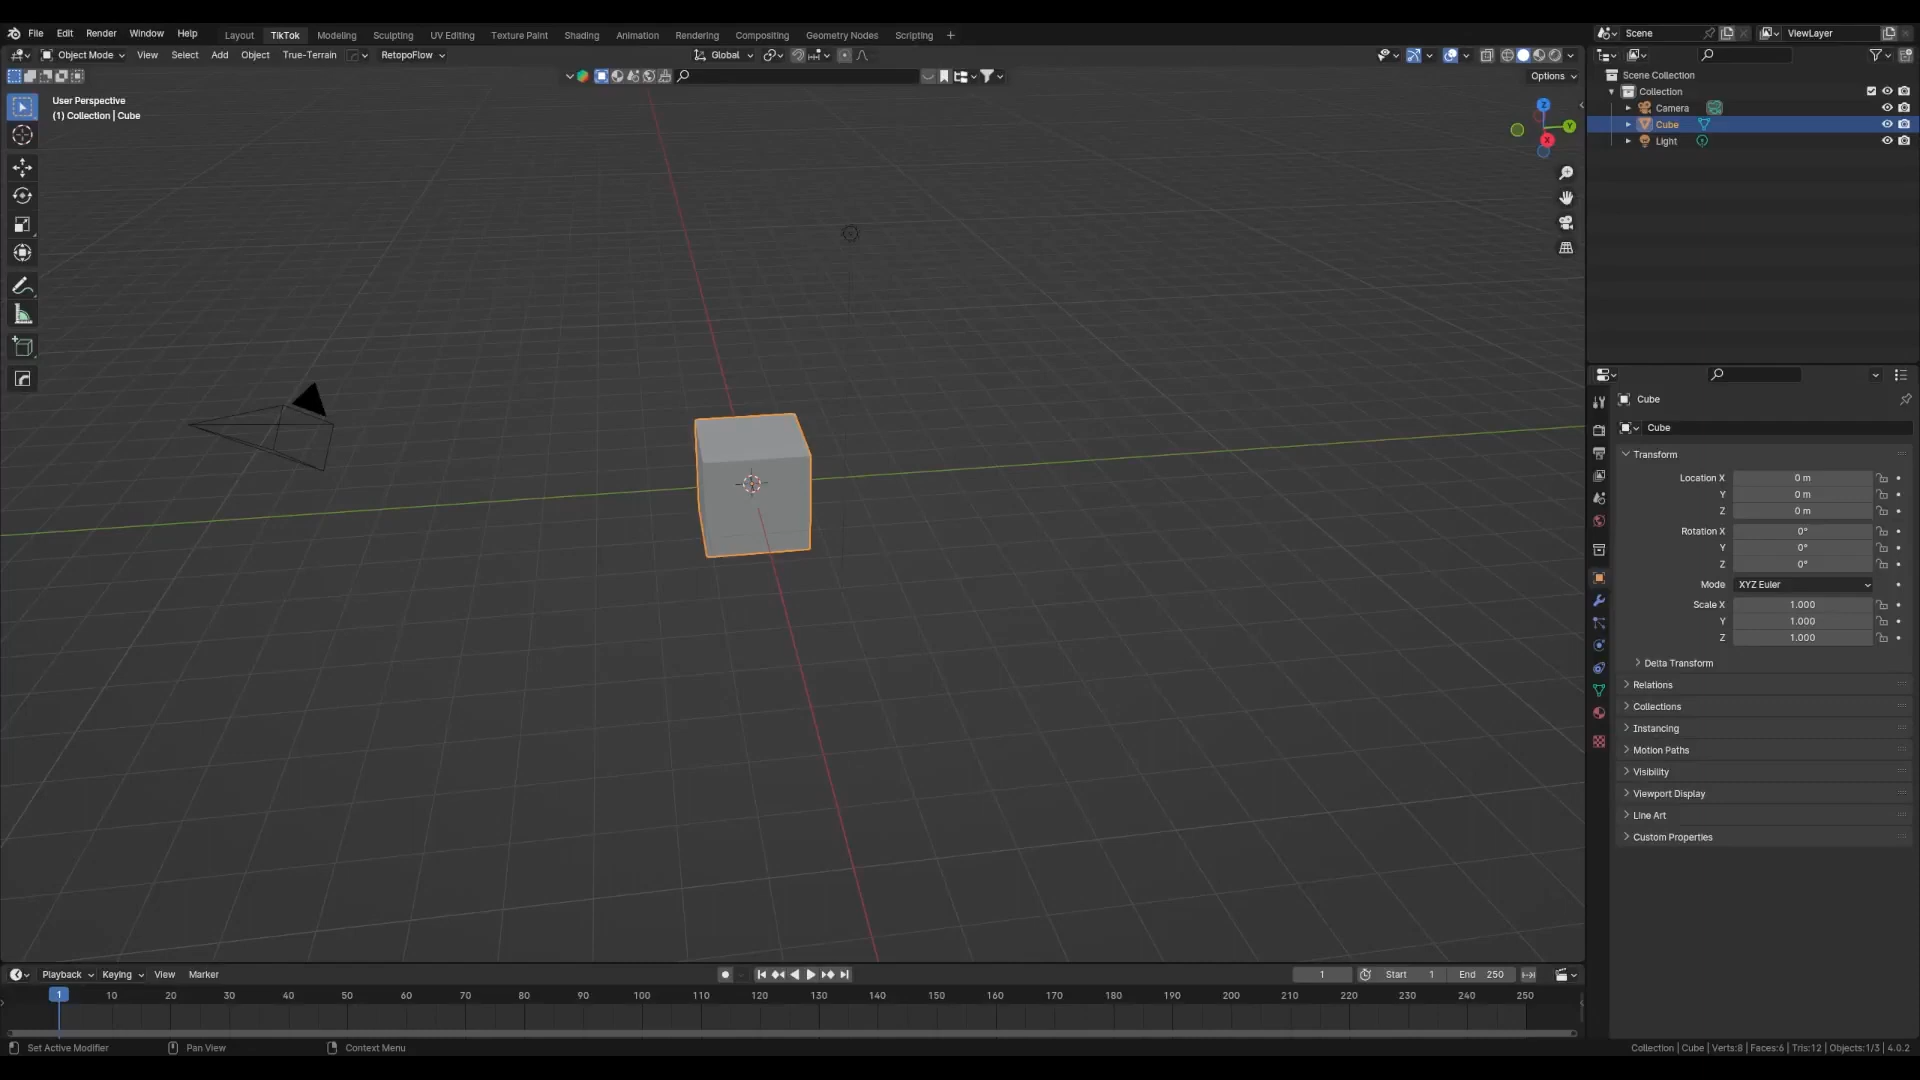 File Edit Render Window Help Layout TikTok Modeling Sculpting UV Editing Texture Paint Shading Animation Rendering Compositing Geometry Nodes Scripting + Scene ViewLayer
Object Mode View Select Add Object True-Terrain RetopoFlow Global
Options
User Perspective
(1) Collection | Cube
Z
Y
X
Scene Collection
Collection
Camera
Cube
Light
Cube
Cube
Transform
Location X 0 m
Y 0 m
Z 0 m
Rotation X 0°
Y 0°
Z 0°
Mode XYZ Euler
Scale X 1.000
Y 1.000
Z 1.000
Delta Transform
Relations
Collections
Instancing
Motion Paths
Visibility
Viewport Display
Line Art
Custom Properties
Playback Keying View Marker 1 Start 1 End 250
1 10 20 30 40 50 60 70 80 90 100 110 120 130 140 150 160 170 180 190 200 210 220 230 240 250
Set Active Modifier Pan View Context Menu Collection | Cube | Verts:8 | Faces:6 | Tris:12 | Objects:1/3 | 4.0.2